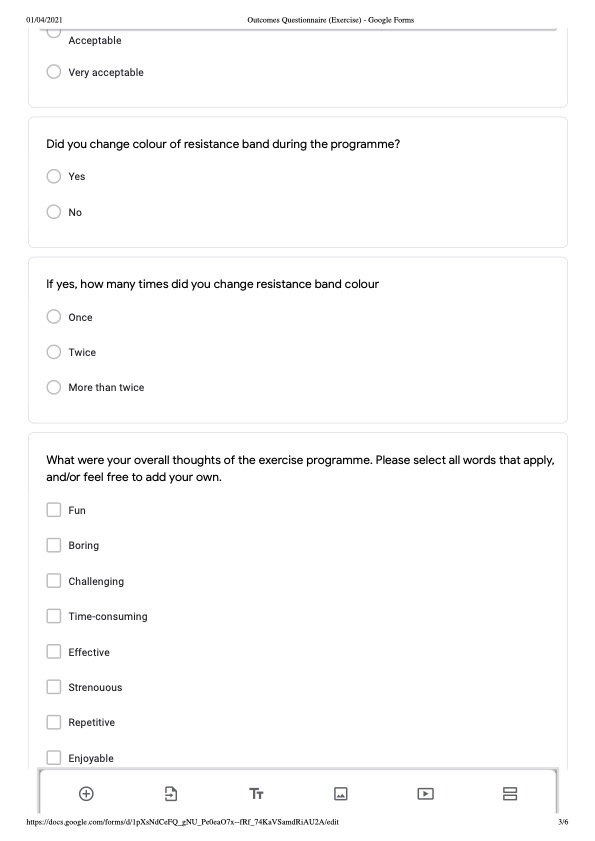 01/04/2021 Outcomes Questionnaire (Exercise) - Google Forms
Acceptable
Very acceptable
Did you change colour of resistance band during the programme?
Yes
No
If yes, how many times did you change resistance band colour
Once
Twice
More than twice
What were your overall thoughts of the exercise programme. Please select all words that apply,
and/or feel free to add your own.
Fun
Boring
Challenging
Time-consuming
Effective
Strenouous
Repetitive
Enjoyable
Tт
https://docs.google.com/forms/d/1pXsNdCeFQ_gNU_Pe0eaO7x--fRf_74KaVSamdRiAU2A/edit 3/6